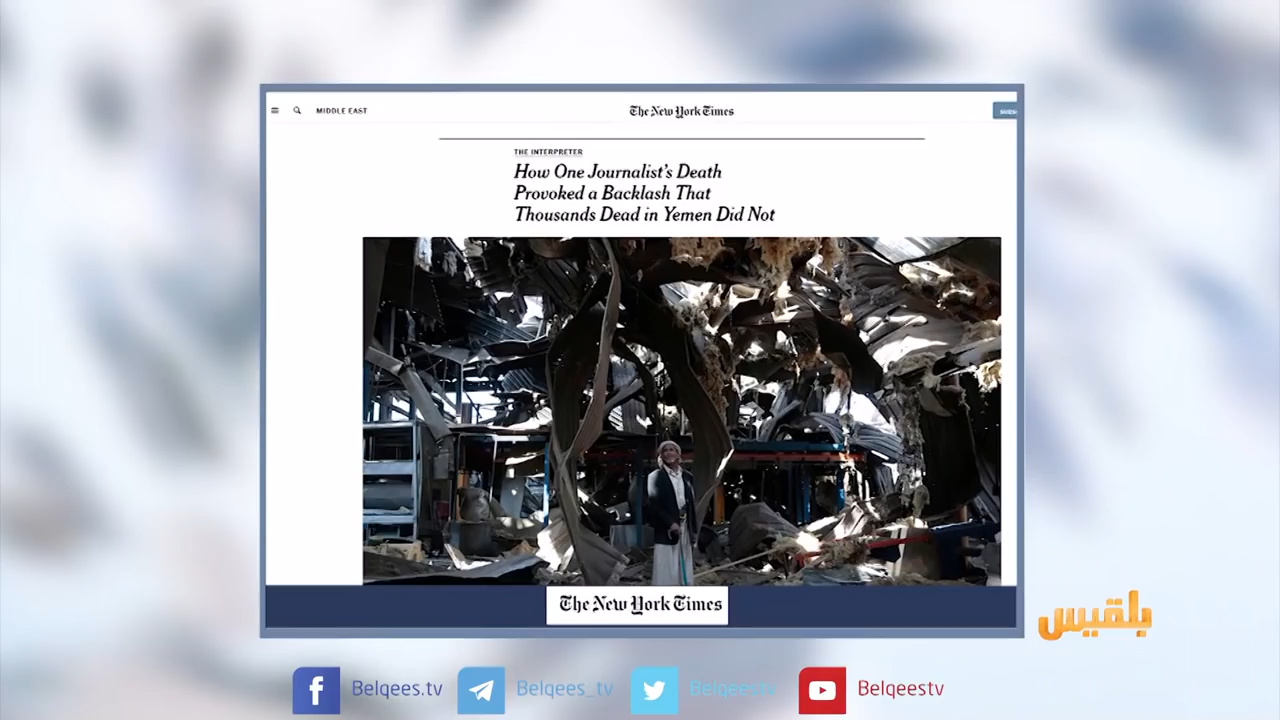 MIDDLE EAST
The New York Times
SUBS
THE INTERPRETER
How One Journalist's Death
Provoked a Backlash That
Thousands Dead in Yemen Did Not
The New York Times
بلقيس
Belqees.tv
Belqees_tv
Belqeestv
Belqeestv